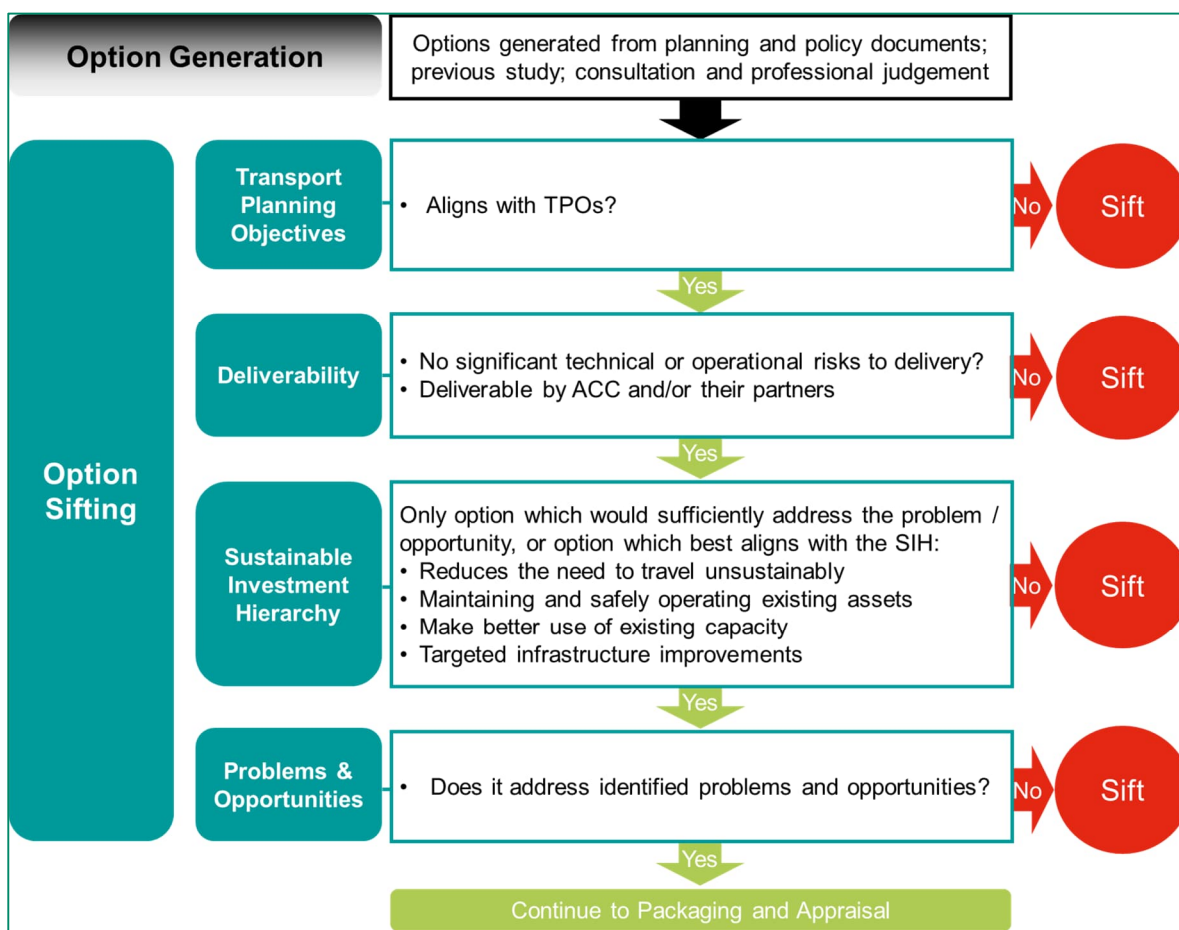 Option Generation
Options generated from planning and policy documents;
previous study; consultation and professional judgement
Option
Sifting
Transport
Planning
Objectives
• Aligns with TPOs?
No
Sift
Yes
Deliverability
• No significant technical or operational risks to delivery?
• Deliverable by ACC and/or their partners
No
Sift
Yes
Sustainable
Investment
Hierarchy
Only option which would sufficiently address the problem /
opportunity, or option which best aligns with the SIH:
• Reduces the need to travel unsustainably
• Maintaining and safely operating existing assets
• Make better use of existing capacity
• Targeted infrastructure improvements
No
Sift
Yes
Problems &
Opportunities
• Does it address identified problems and opportunities?
No
Sift
Yes
Continue to Packaging and Appraisal